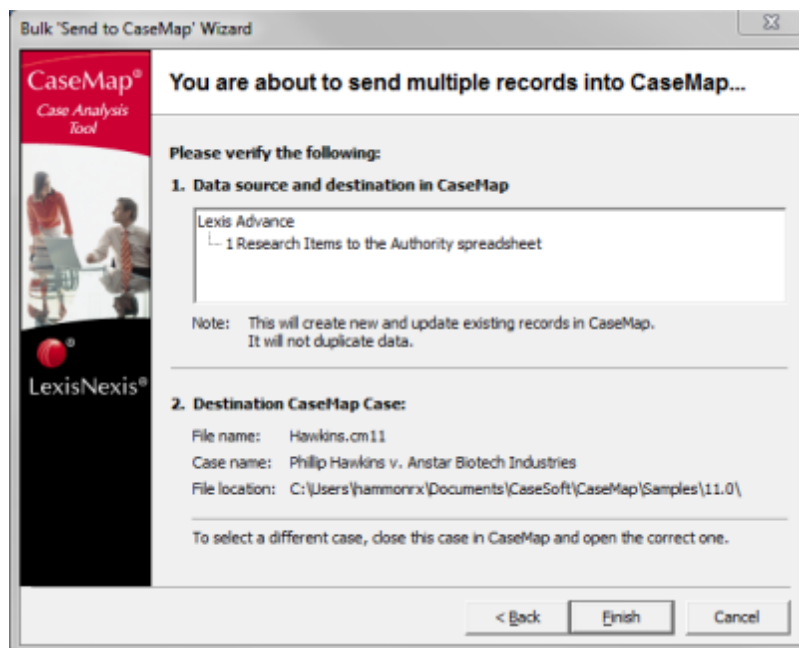 Bulk 'Send to CaseMap' Wizard
CaseMap®
Case Analysis
Tool
You are about to send multiple records into CaseMap...
Please verify the following:
1. Data source and destination in CaseMap
Lexis Advance
1 Research Items to the Authority spreadsheet
Note: This will create new and update existing records in CaseMap.
It will not duplicate data.
LexisNexis®
2. Destination CaseMap Case:
File name: Hawkins.cm11
Case name: Phillip Hawkins v. Anstar Biotech Industries
File location: C:\Users\hammonrx\Documents\CaseSoft\CaseMap\Samples\11.0\
To select a different case, close this case in CaseMap and open the correct one.
< Back Finish Cancel